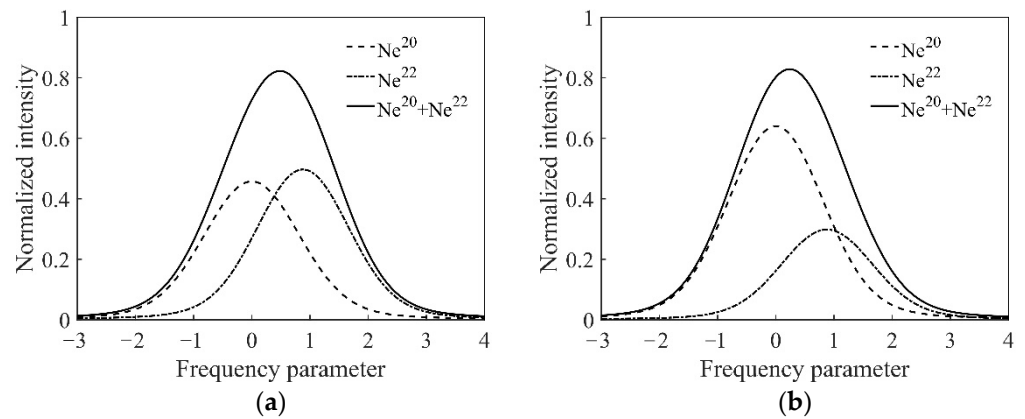 1
0.8
0.6
0.4
0.2
0
−3
−2
−1
0
1
2
3
4
Normalized intensity
Frequency parameter
Ne²⁰
Ne²²
Ne²⁰+Ne²²
(a)
1
0.8
0.6
0.4
0.2
0
−3
−2
−1
0
1
2
3
4
Normalized intensity
Frequency parameter
Ne²⁰
Ne²²
Ne²⁰+Ne²²
(b)